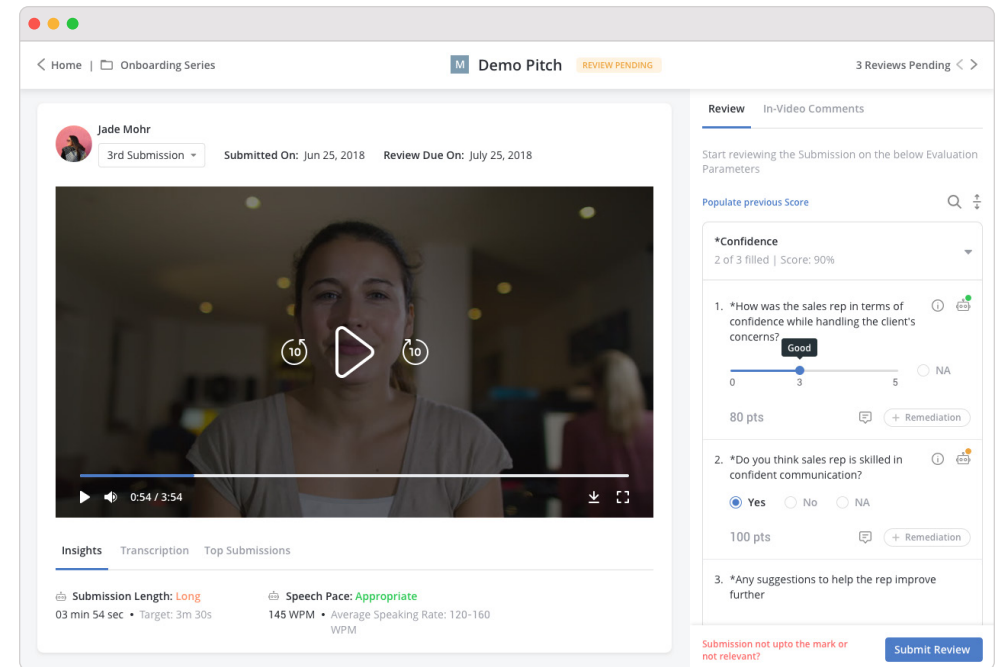 Home | Onboarding Series
M Demo Pitch REVIEW PENDING
3 Reviews Pending
Jade Mohr
3rd Submission
Submitted On: Jun 25, 2018 Review Due On: July 25, 2018
10 10
0:54 / 3:54
Insights Transcription Top Submissions
Submission Length: Long
03 min 54 sec • Target: 3m 30s
Speech Pace: Appropriate
145 WPM • Average Speaking Rate: 120-160
WPM
Review In-Video Comments
Start reviewing the Submission on the below Evaluation
Parameters
Populate previous Score
*Confidence
2 of 3 filled | Score: 90%
1. *How was the sales rep in terms of
confidence while handling the client's
concerns?
Good
0 3 5 NA
80 pts + Remediation
2. *Do you think sales rep is skilled in
confident communication?
Yes No NA
100 pts + Remediation
3. *Any suggestions to help the rep improve
further
Submission not upto the mark or
not relevant?
Submit Review